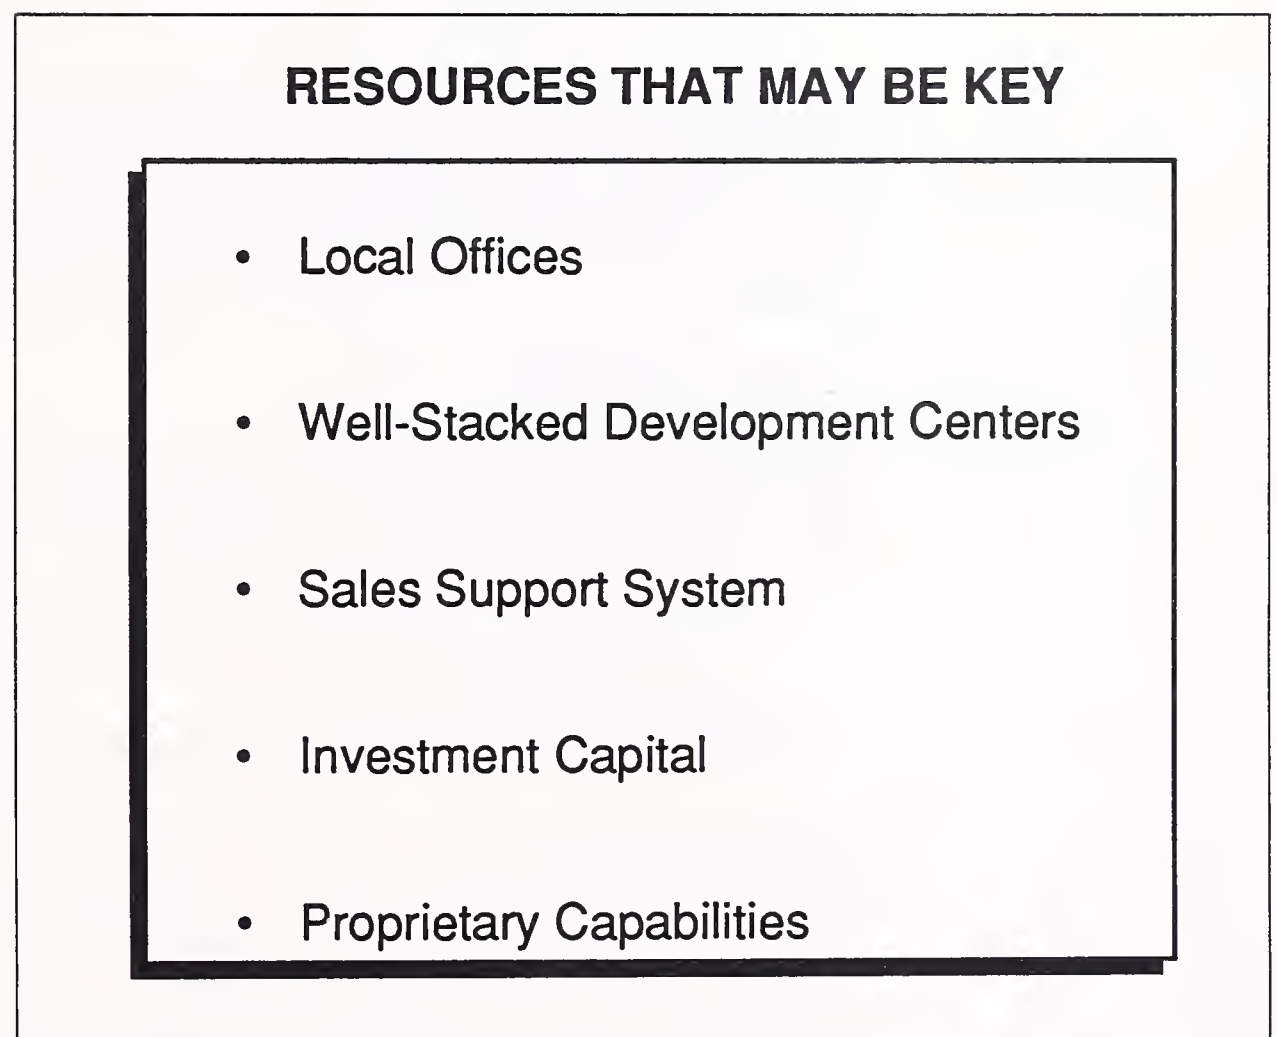 RESOURCES THAT MAY BE KEY
• Local Offices
• Well-Stacked Development Centers
• Sales Support System
• Investment Capital
• Proprietary Capabilities